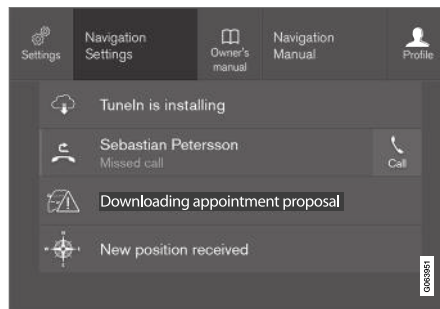 Settings
Navigation
Settings
Owner's
manual
Navigation
Manual
Profile
TuneIn is installing
Sebastian Petersson
Missed call
Call
Downloading appointment proposal
New position received
G063951